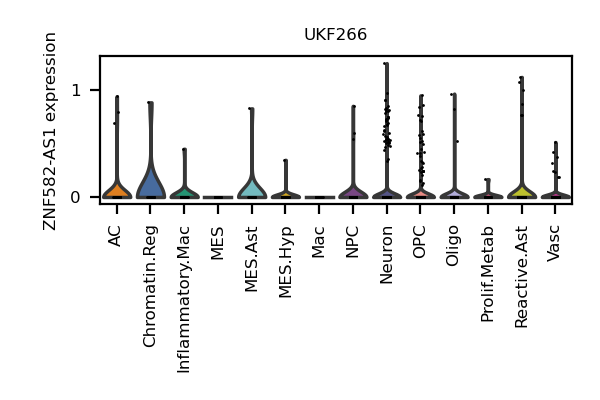 UKF266
ZNF582-AS1 expression
1
0
AC
Chromatin.Reg
Inflammatory.Mac
MES
MES.Ast
MES.Hyp
Mac
NPC
Neuron
OPC
Oligo
Prolif.Metab
Reactive.Ast
Vasc